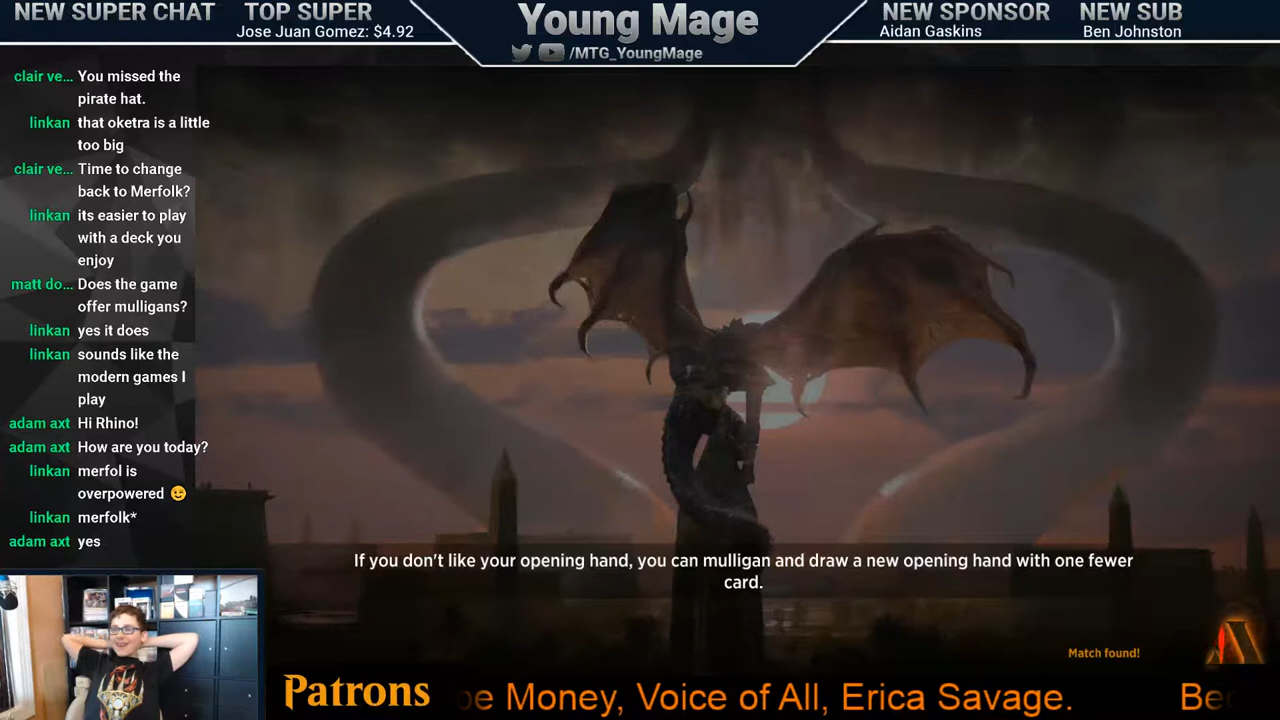 NEW SUPER CHAT
TOP SUPER
Jose Juan Gomez: $4.92
Young Mage
/MTG_YoungMage
NEW SPONSOR
Aidan Gaskins
NEW SUB
Ben Johnston
clair ve... You missed the
pirate hat.
linkan that oketra is a little
too big
clair ve... Time to change
back to Merfolk?
linkan its easier to play
with a deck you
enjoy
matt do... Does the game
offer mulligans?
linkan yes it does
linkan sounds like the
modern games I
play
adam axt Hi Rhino!
adam axt How are you today?
linkan merfol is
overpowered 😉
linkan merfolk*
adam axt yes
If you don't like your opening hand, you can mulligan and draw a new opening hand with one fewer
card.
Match found!
Patrons Money, Voice of All, Erica Savage.